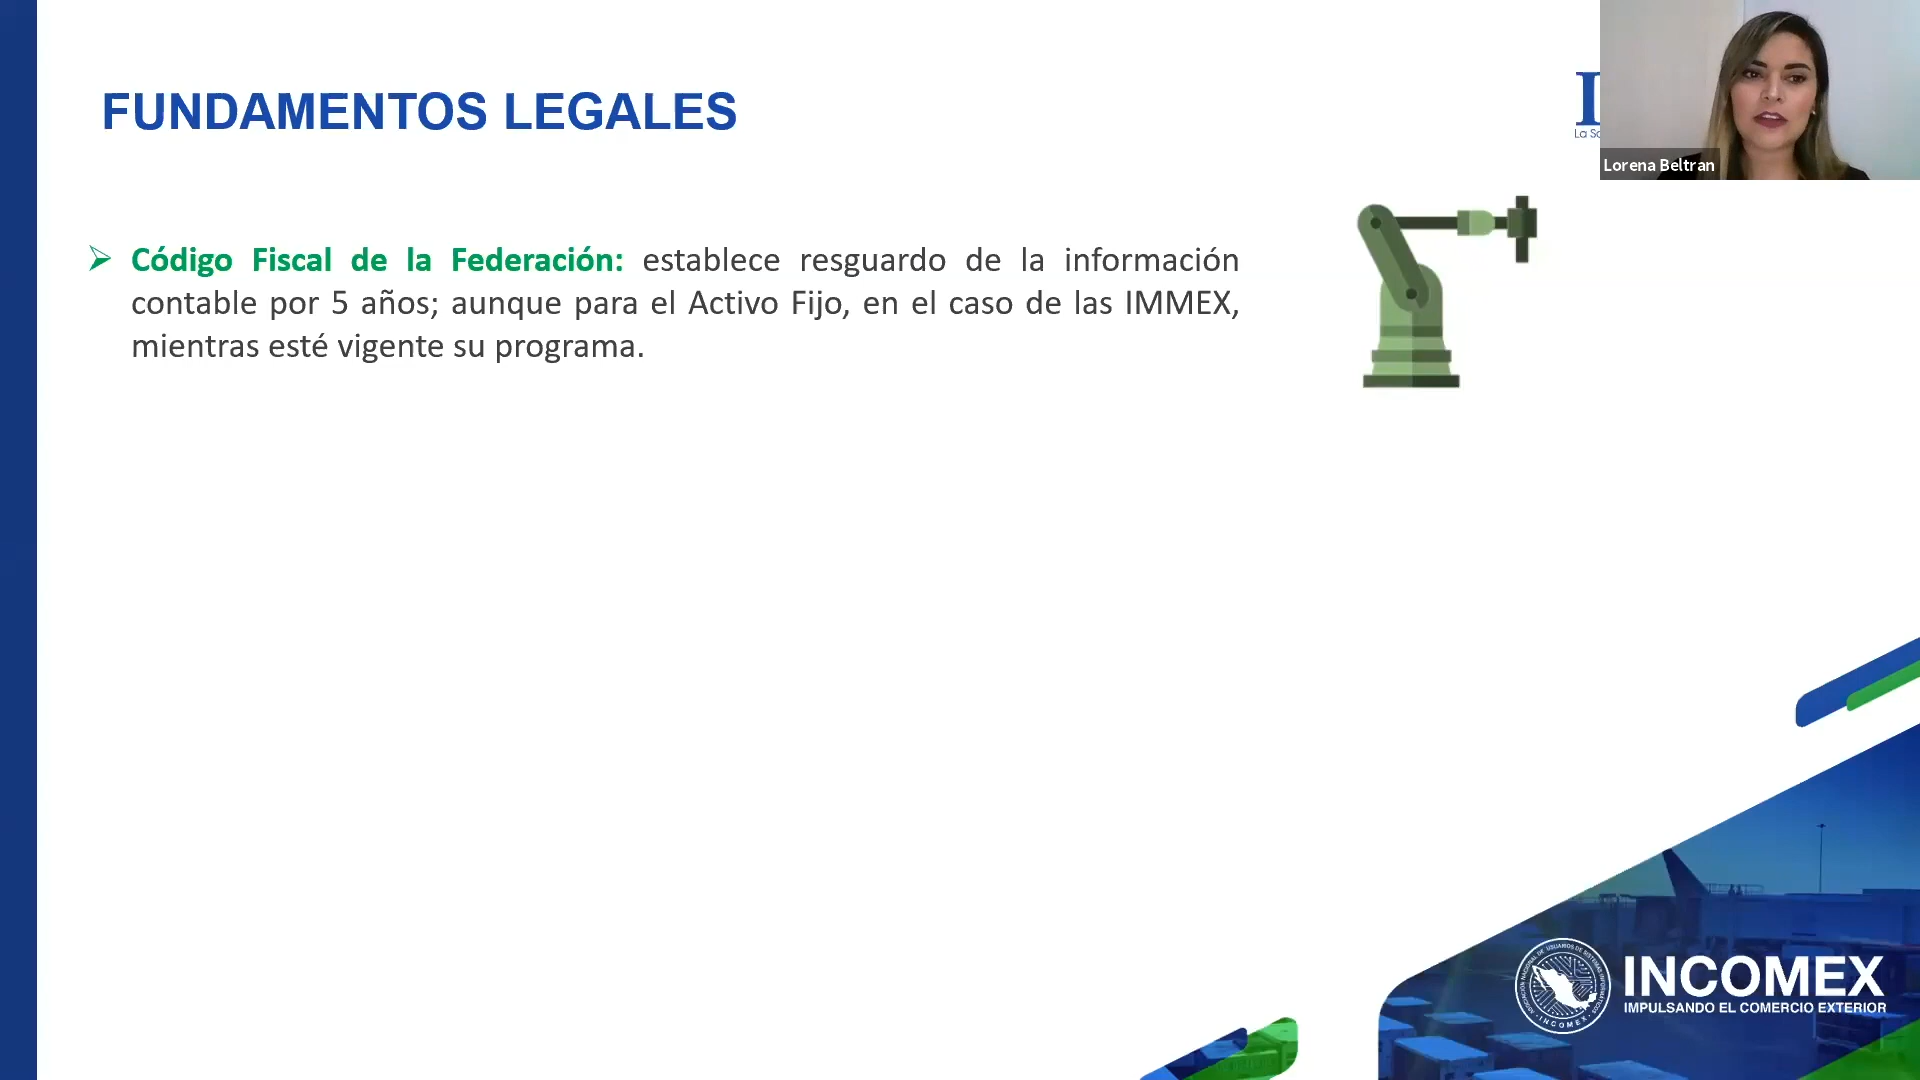 FUNDAMENTOS LEGALES
Lorena Beltran
Código Fiscal de la Federación: establece resguardo de la información
contable por 5 años; aunque para el Activo Fijo, en el caso de las IMMEX,
mientras esté vigente su programa.
INCOMEX
IMPULSANDO EL COMERCIO EXTERIOR